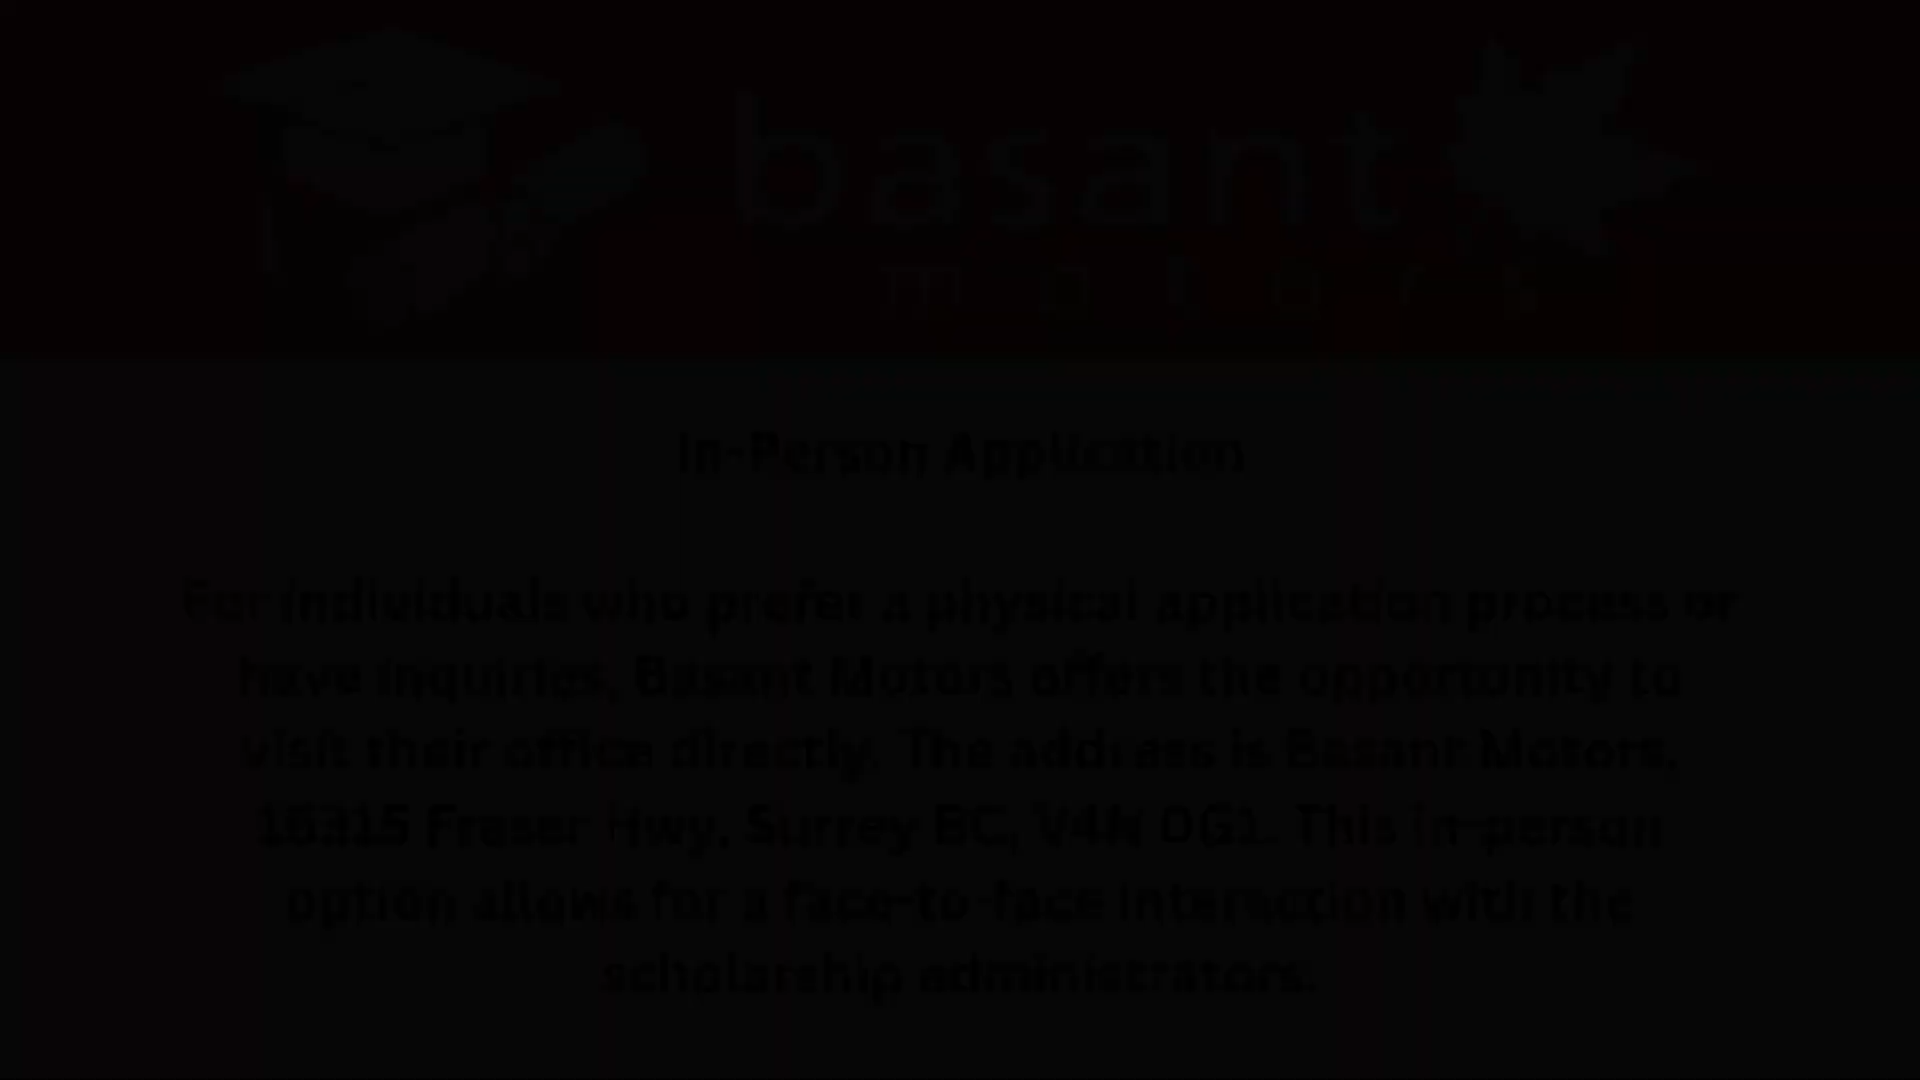 basant
In-Person Application
For individuals who prefer a physical application process or
have inquiries, Basant Motors offers the opportunity to
visit their office directly. The address is Basant Motors,
16315 Fraser Hwy, Surrey BC, V4N 0G1. This in-person
option allows for a face-to-face interaction with the
scholarship administrators.